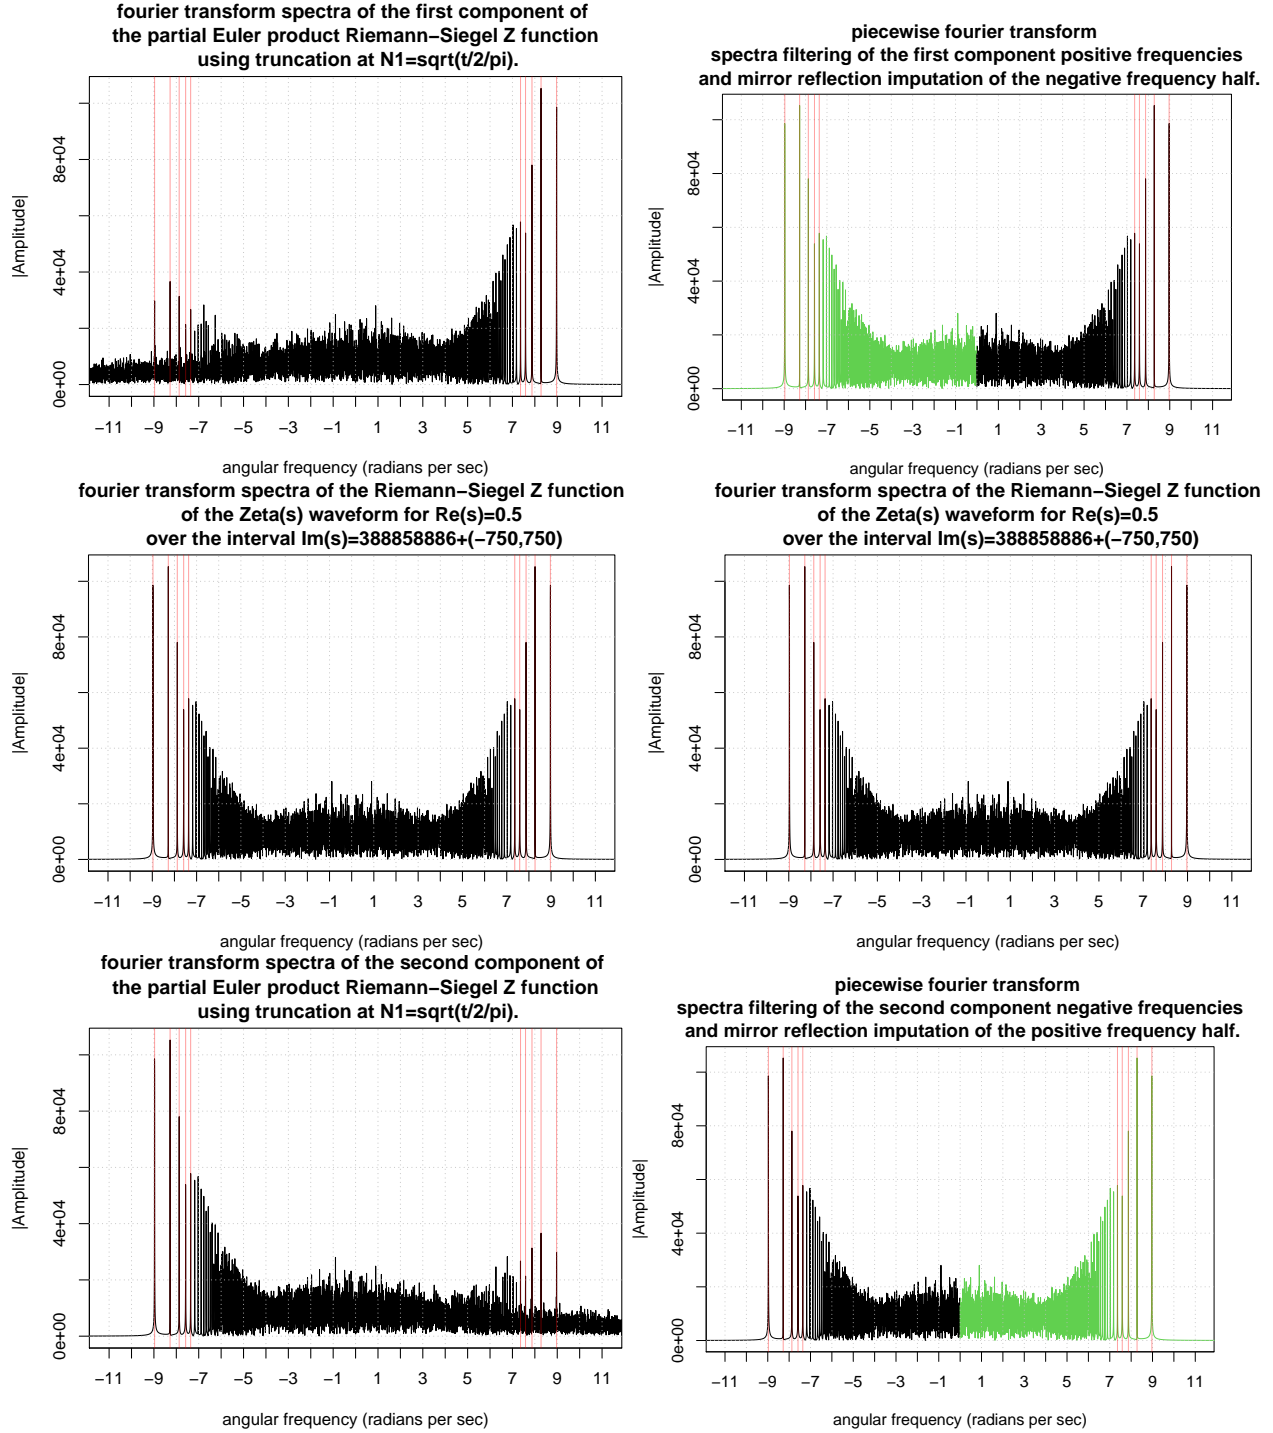 fourier transform spectra of the first component of
the partial Euler product Riemann−Siegel Z function
using truncation at N1=sqrt(t/2/pi).
|Amplitude|
8e+04
4e+04
0e+00
−11 −9 −7 −5 −3 −1 1 3 5 7 9 11
angular frequency (radians per sec)
piecewise fourier transform
spectra filtering of the first component positive frequencies
and mirror reflection imputation of the negative frequency half.
|Amplitude|
8e+04
4e+04
0e+00
−11 −9 −7 −5 −3 −1 1 3 5 7 9 11
angular frequency (radians per sec)
fourier transform spectra of the Riemann−Siegel Z function
of the Zeta(s) waveform for Re(s)=0.5
over the interval Im(s)=388858886+(−750,750)
|Amplitude|
8e+04
4e+04
0e+00
−11 −9 −7 −5 −3 −1 1 3 5 7 9 11
angular frequency (radians per sec)
fourier transform spectra of the Riemann−Siegel Z function
of the Zeta(s) waveform for Re(s)=0.5
over the interval Im(s)=388858886+(−750,750)
|Amplitude|
8e+04
4e+04
0e+00
−11 −9 −7 −5 −3 −1 1 3 5 7 9 11
angular frequency (radians per sec)
fourier transform spectra of the second component of
the partial Euler product Riemann−Siegel Z function
using truncation at N1=sqrt(t/2/pi).
|Amplitude|
8e+04
4e+04
0e+00
−11 −9 −7 −5 −3 −1 1 3 5 7 9 11
angular frequency (radians per sec)
piecewise fourier transform
spectra filtering of the second component negative frequencies
and mirror reflection imputation of the positive frequency half.
|Amplitude|
8e+04
4e+04
0e+00
−11 −9 −7 −5 −3 −1 1 3 5 7 9 11
angular frequency (radians per sec)